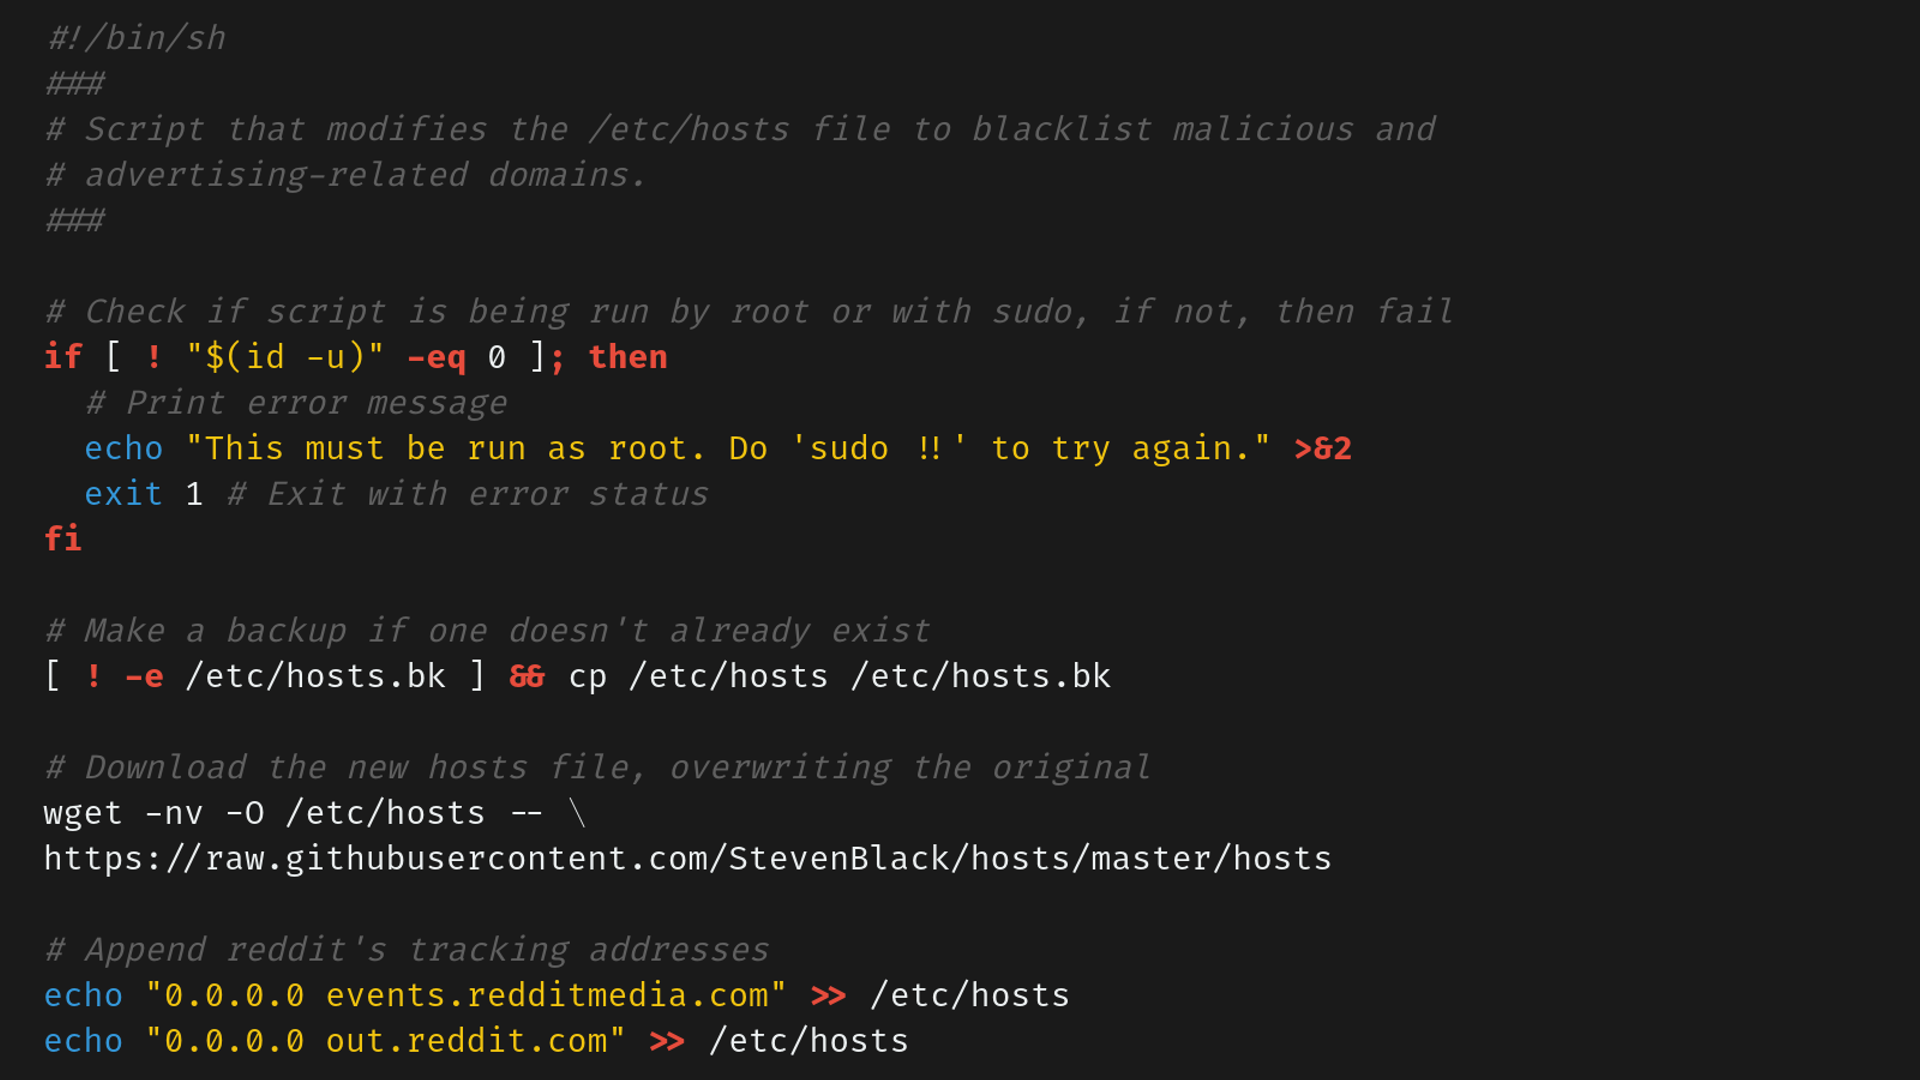 #!/bin/sh
###
# Script that modifies the /etc/hosts file to blacklist malicious and
# advertising-related domains.
###

# Check if script is being run by root or with sudo, if not, then fail
if [ ! "$(id -u)" -eq 0 ]; then
  # Print error message
  echo "This must be run as root. Do 'sudo !!' to try again." >&2
  exit 1 # Exit with error status
fi

# Make a backup if one doesn't already exist
[ ! -e /etc/hosts.bk ] && cp /etc/hosts /etc/hosts.bk

# Download the new hosts file, overwriting the original
wget -nv -O /etc/hosts -- \
https://raw.githubusercontent.com/StevenBlack/hosts/master/hosts

# Append reddit's tracking addresses
echo "0.0.0.0 events.redditmedia.com" >> /etc/hosts
echo "0.0.0.0 out.reddit.com" >> /etc/hosts